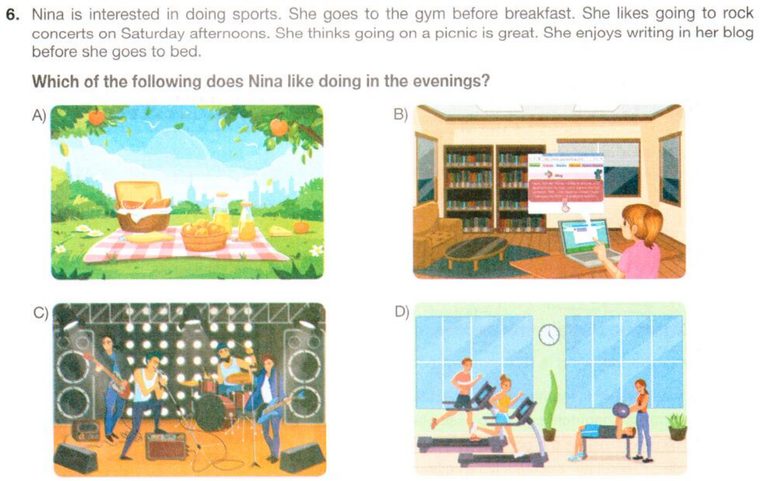 6. Nina is interested in doing sports. She goes to the gym before breakfast. She likes going to rock
concerts on Saturday afternoons. She thinks going on a picnic is great. She enjoys writing in her blog
before she goes to bed.
Which of the following does Nina like doing in the evenings?
A)
B)
blog
C)
D)